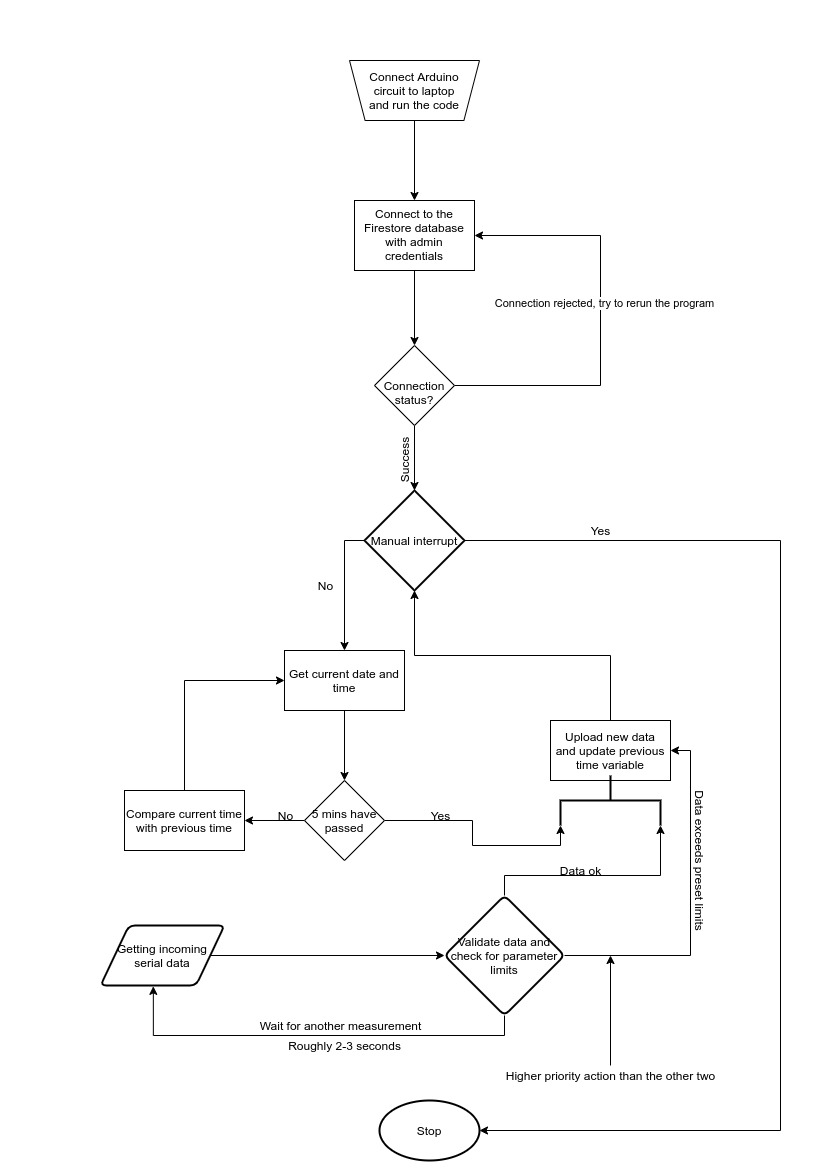 Connect Arduino
circuit to laptop
and run the code
Connect to the
Firestore database
with admin
credentials
Connection rejected, try to rerun the program
Connection
status?
Success
Manual interrupt
Yes
No
Get current date and
time
Upload new data
and update previous
time variable
Compare current time
with previous time
No
5 mins have
passed
Yes
Data exceeds preset limits
Data ok
Getting incoming
serial data
Validate data and
check for parameter
limits
Wait for another measurement
Roughly 2-3 seconds
Higher priority action than the other two
Stop